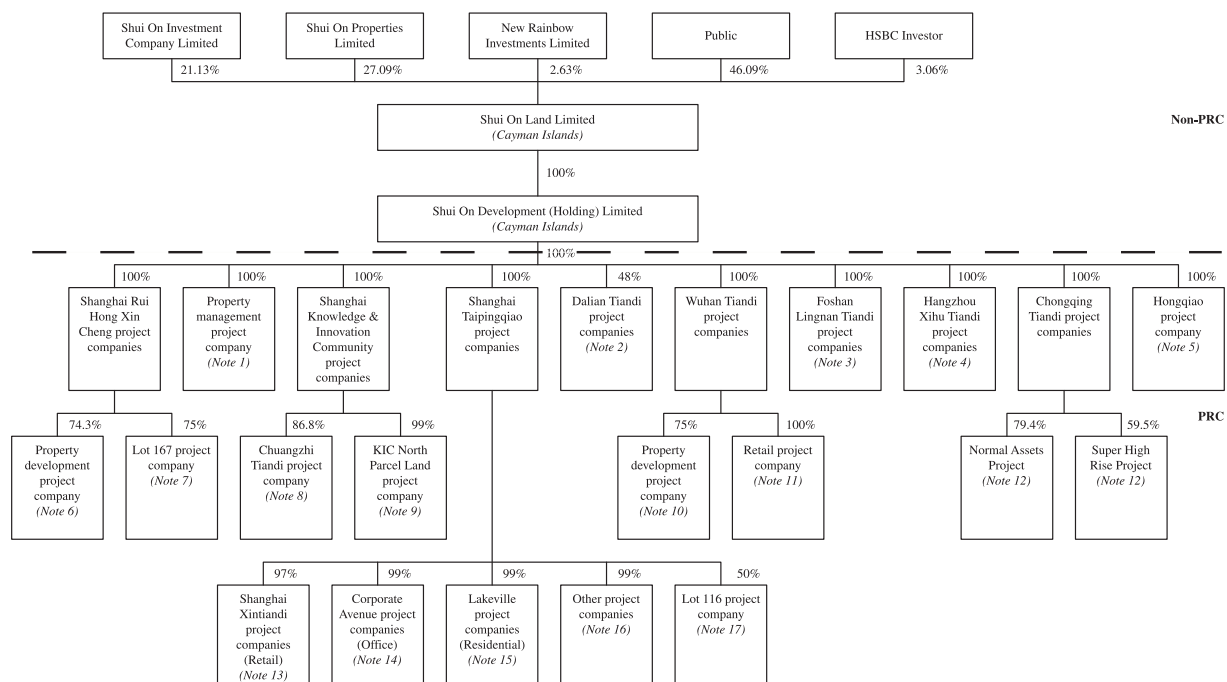 Shui On Investment
Company Limited
Shui On Properties
Limited
New Rainbow
Investments Limited
Public
HSBC Investor
21.13%
27.09%
2.63%
46.09%
3.06%
Shui On Land Limited
(Cayman Islands)
Non-PRC
100%
Shui On Development (Holding) Limited
(Cayman Islands)
100%
100%
100%
100%
100%
48%
100%
100%
100%
100%
100%
Shanghai Rui
Hong Xin
Cheng project
companies
Property
management
project
company
(Note 1)
Shanghai
Knowledge &
Innovation
Community
project
companies
Shanghai
Taipingqiao
project
companies
Dalian Tiandi
project
companies
(Note 2)
Wuhan Tiandi
project
companies
Foshan
Lingnan Tiandi
project
companies
(Note 3)
Hangzhou
Xihu Tiandi
project
companies
(Note 4)
Chongqing
Tiandi project
companies
Hongqiao
project
company
(Note 5)
PRC
74.3%
75%
86.8%
99%
75%
100%
79.4%
59.5%
Property
development
project
company
(Note 6)
Lot 167 project
company
(Note 7)
Chuangzhi
Tiandi project
company
(Note 8)
KIC North
Parcel Land
project
company
(Note 9)
Property
development
project
company
(Note 10)
Retail project
company
(Note 11)
Normal Assets
Project
(Note 12)
Super High
Rise Project
(Note 12)
97%
99%
99%
99%
50%
Shanghai
Xintiandi
project
companies
(Retail)
(Note 13)
Corporate
Avenue project
companies
(Office)
(Note 14)
Lakeville
project
companies
(Residential)
(Note 15)
Other project
companies
(Note 16)
Lot 116 project
company
(Note 17)